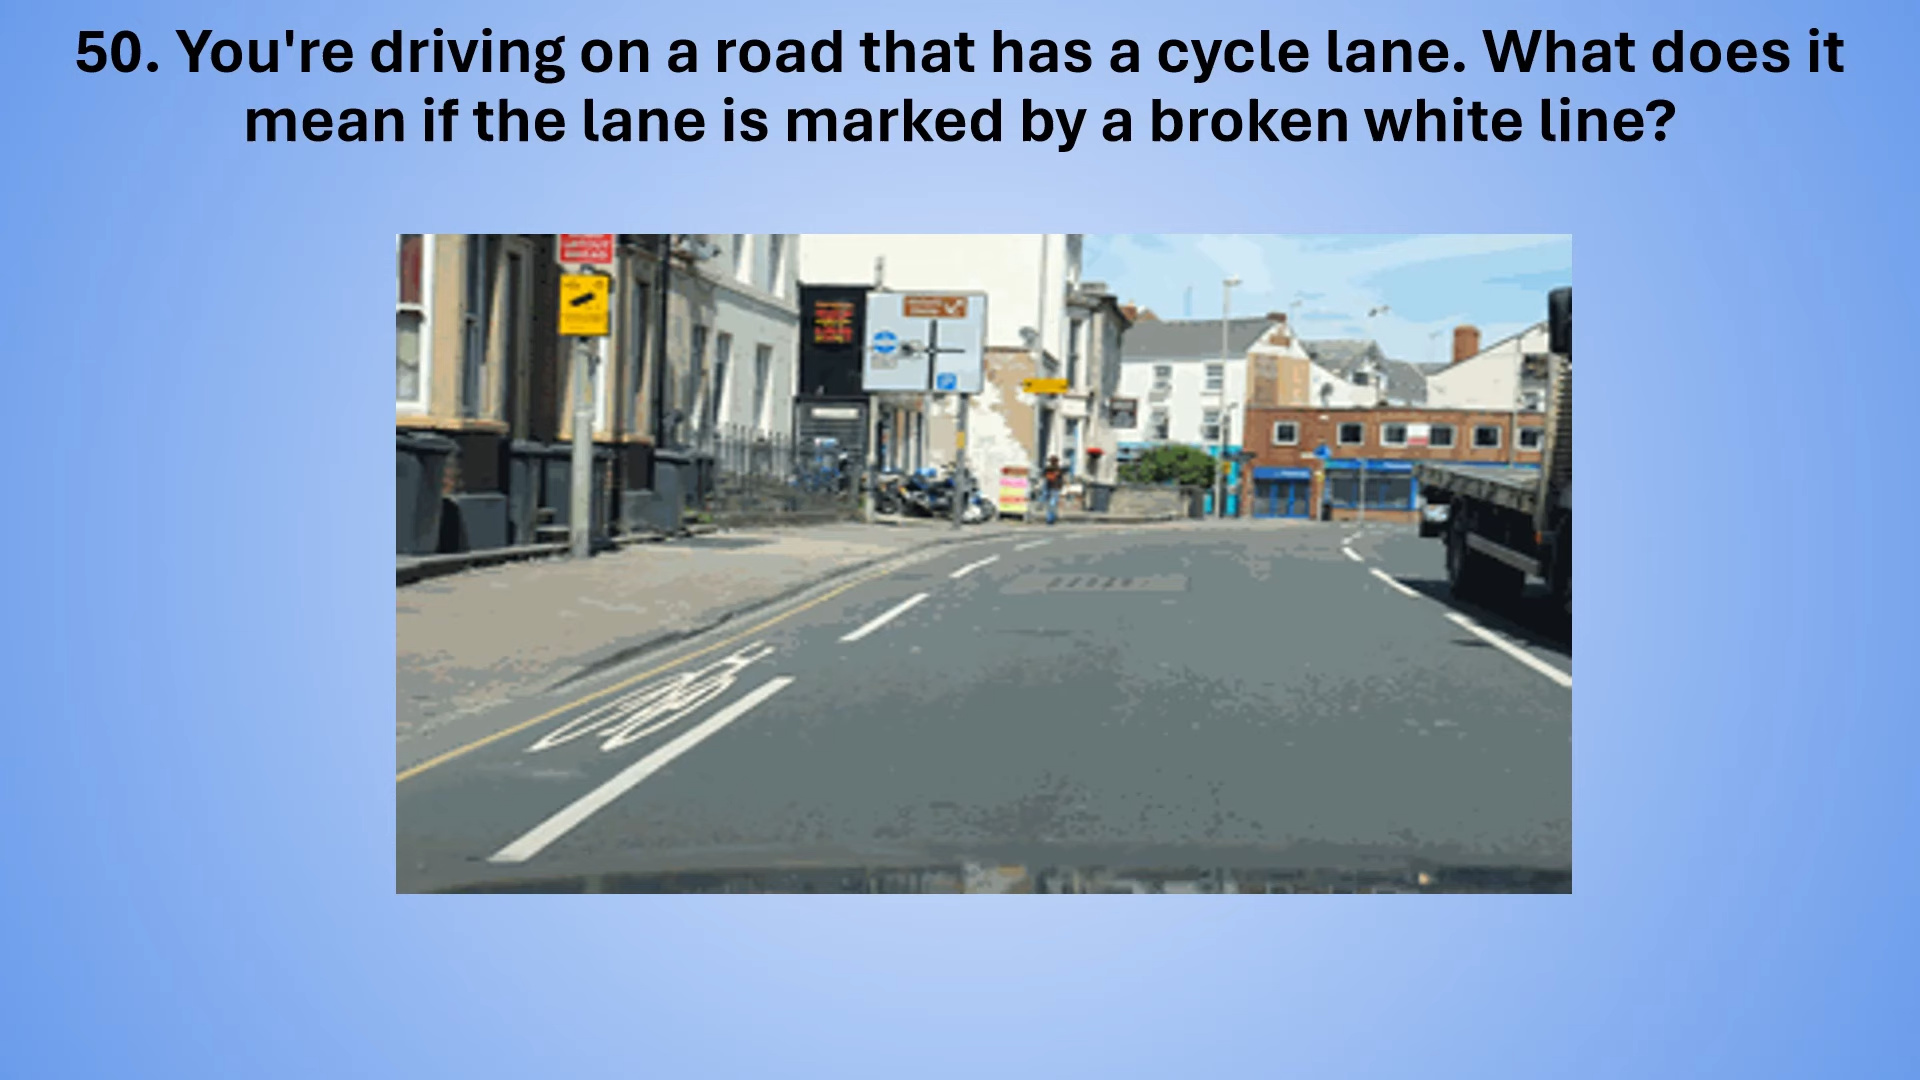 50. You're driving on a road that has a cycle lane. What does it
mean if the lane is marked by a broken white line?